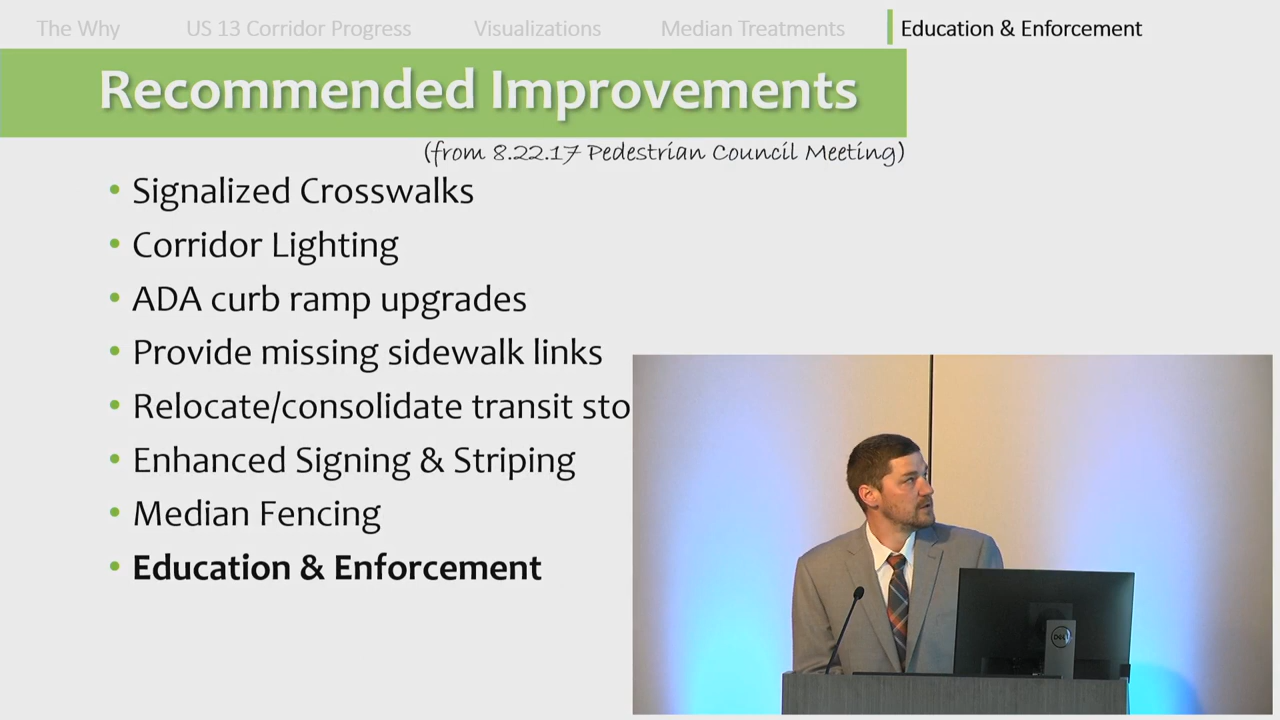 The Why US 13 Corridor Progress Visualizations Median Treatments Education & Enforcement
Recommended Improvements
(from 8.22.17 Pedestrian Council Meeting)
• Signalized Crosswalks
• Corridor Lighting
• ADA curb ramp upgrades
• Provide missing sidewalk links
• Relocate/consolidate transit sto
• Enhanced Signing & Striping
• Median Fencing
• Education & Enforcement
DELL